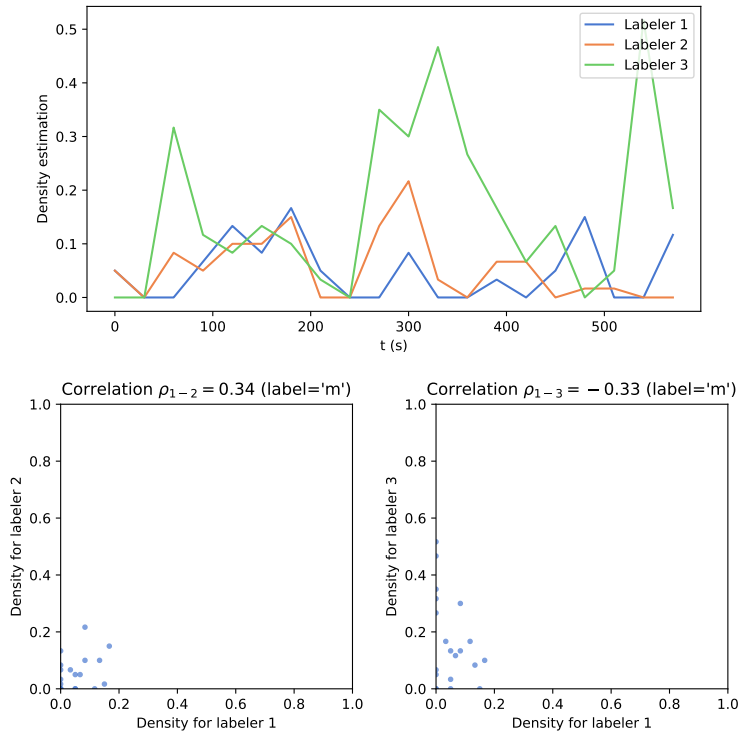 0.5
0.4
0.3
0.2
0.1
0.0
Density estimation
Labeler 1
Labeler 2
Labeler 3
0 100 200 300 400 500
t (s)
Correlation ρ1−2 = 0.34 (label='m')
1.0
0.8
0.6
0.4
0.2
0.0
Density for labeler 2
0.0 0.2 0.4 0.6 0.8 1.0
Density for labeler 1
Correlation ρ1−3 = −0.33 (label='m')
1.0
0.8
0.6
0.4
0.2
0.0
Density for labeler 3
0.0 0.2 0.4 0.6 0.8 1.0
Density for labeler 1